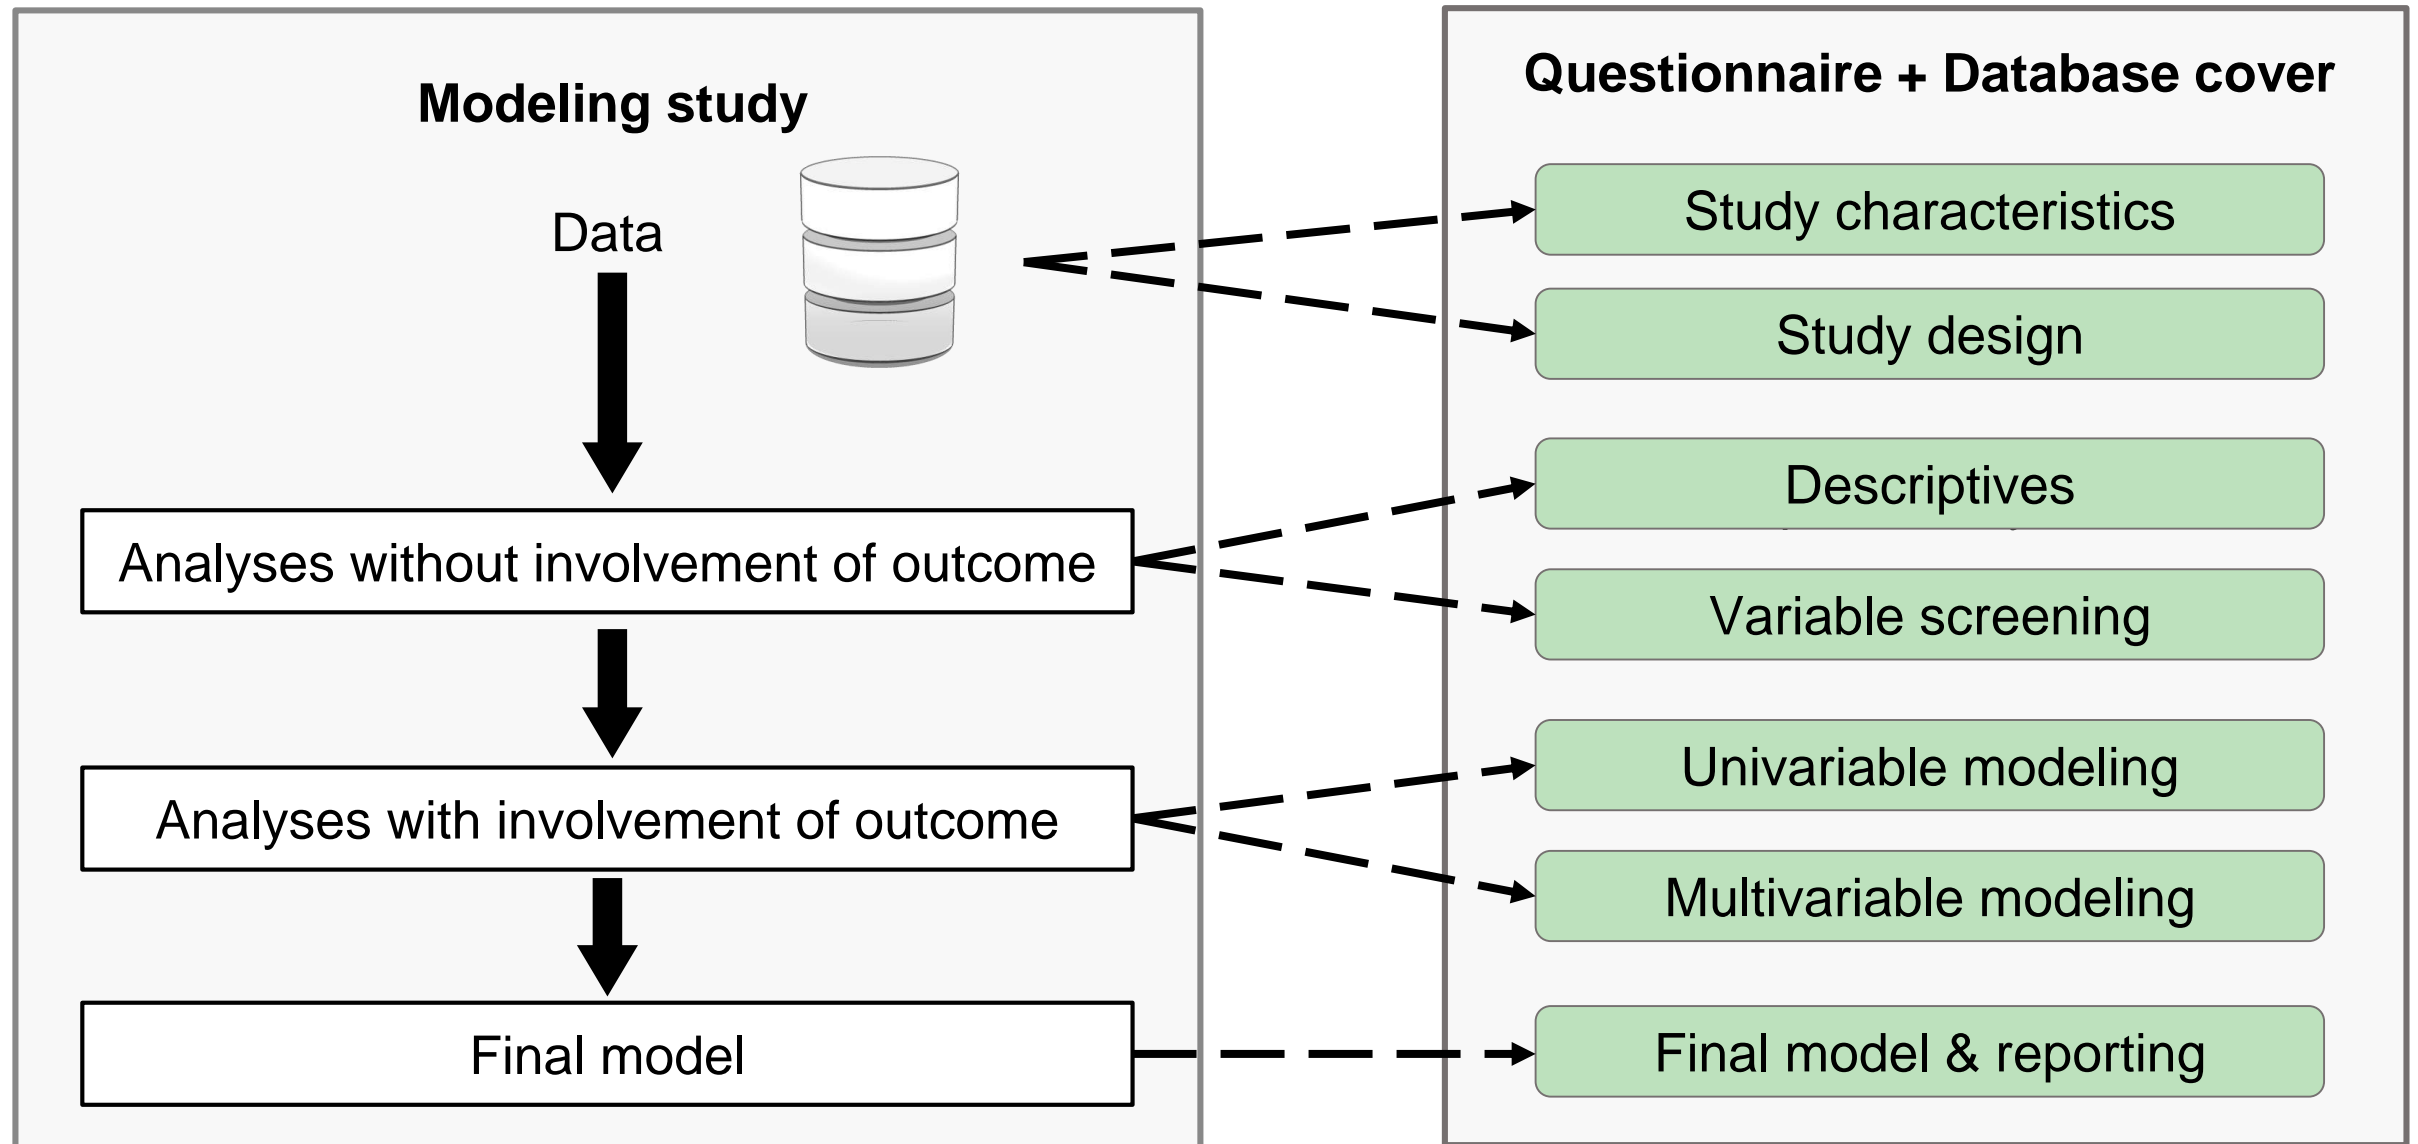 Modeling study
Data
Analyses without involvement of outcome
Analyses with involvement of outcome
Final model
Questionnaire + Database cover
Study characteristics
Study design
Descriptives
Variable screening
Univariable modeling
Multivariable modeling
Final model & reporting